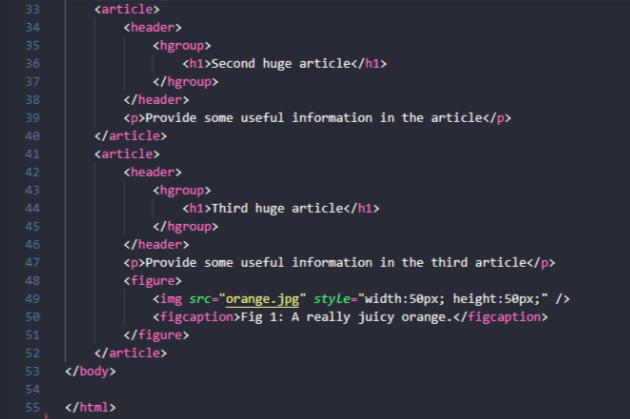 33 <article>
34 <header>
35 <hgroup>
36 <h1>Second huge article</h1>
37 </hgroup>
38 </header>
39 <p>Provide some useful information in the article</p>
40 </article>
41 <article>
42 <header>
43 <hgroup>
44 <h1>Third huge article</h1>
45 </hgroup>
46 </header>
47 <p>Provide some useful information in the third article</p>
48 <figure>
49 <img src="orange.jpg" style="width:50px; height:50px;" />
50 <figcaption>Fig 1: A really juicy orange.</figcaption>
51 </figure>
52 </article>
53 </body>
54
55 </html>